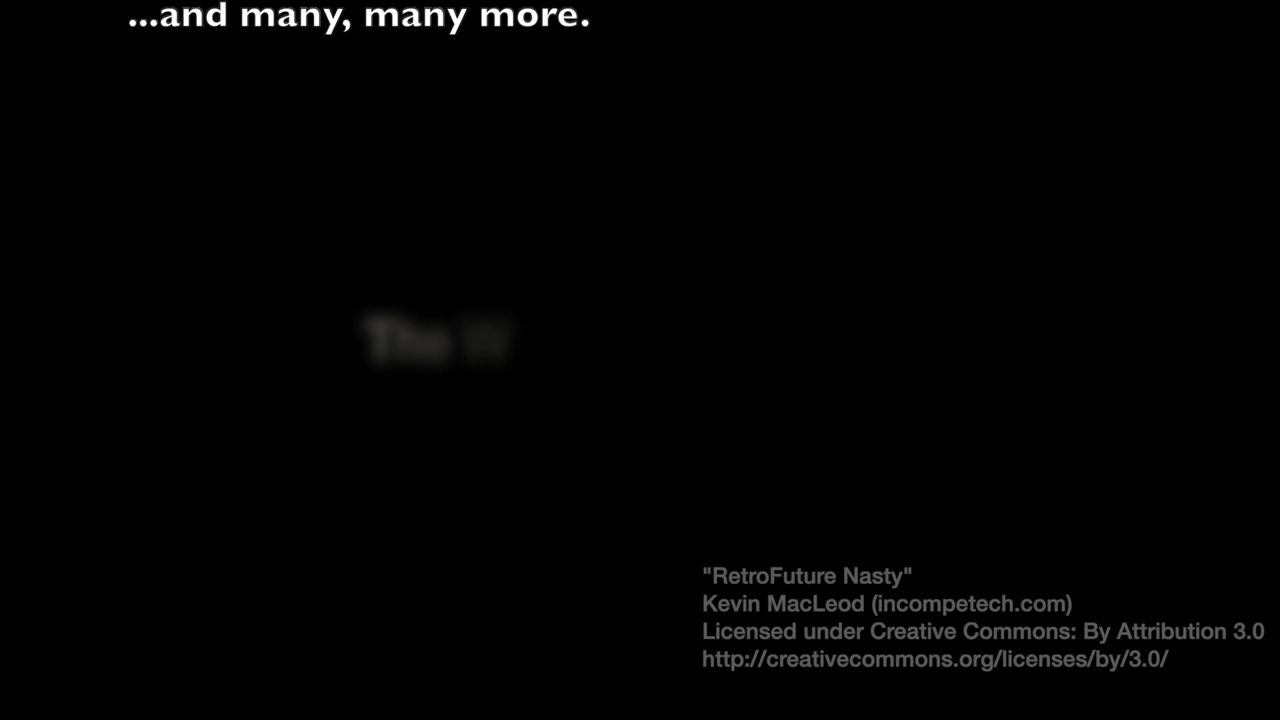 ...and many, many more.
The W
"RetroFuture Nasty"
Kevin MacLeod (incompetech.com)
Licensed under Creative Commons: By Attribution 3.0
http://creativecommons.org/licenses/by/3.0/